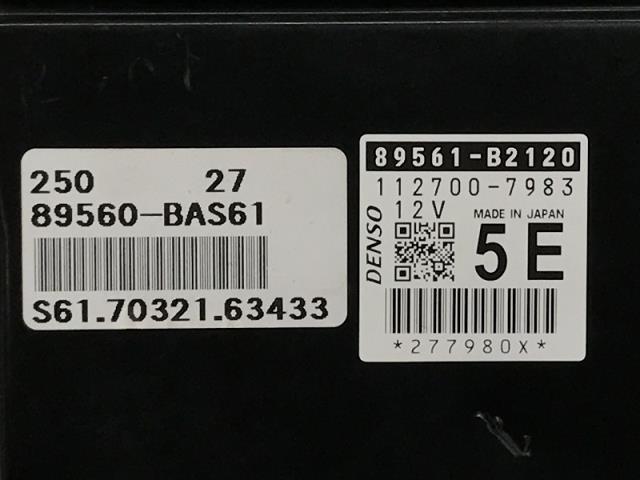 250 27
89560-BAS61
S61.70321.63433
89561-B2120
112700-7983
12V MADE IN JAPAN
DENSO
5E
*277980X*